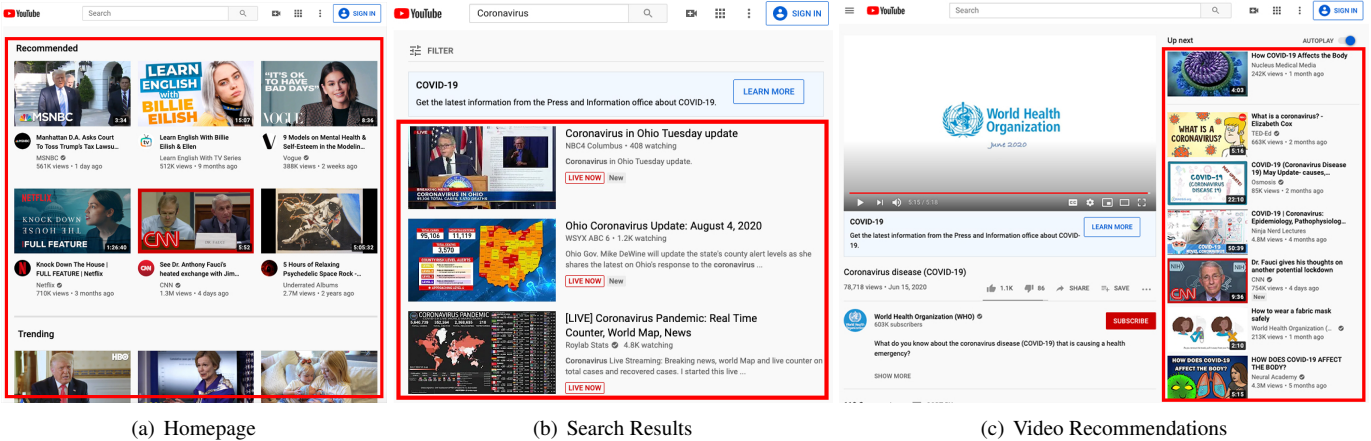 YouTube
Search
SIGN IN
Recommended
MSNBC
3:34
LEARN
ENGLISH
with
BILLIE
EILISH
15:07
"IT'S OK
TO HAVE
BAD DAYS"
VOGUE
8:36
Manhattan D.A. Asks Court
To Toss Trump's Tax Lawsu...
MSNBC
561K views • 1 day ago
tv
Learn English With Billie
Eilish & Ellen
Learn English With TV Series
512K views • 9 months ago
V
9 Models on Mental Health &
Self-Esteem in the Modelin...
Vogue
388K views • 2 weeks ago
NETFLIX
KNOCK DOWN
THE HOUSE
FULL FEATURE
1:26:40
CNN
5:52
5:05:32
Knock Down The House |
FULL FEATURE | Netflix
Netflix
710K views • 3 months ago
CNN
See Dr. Anthony Fauci's
heated exchange with Jim...
CNN
1.3M views • 4 days ago
5 Hours of Relaxing
Psychedelic Space Rock -...
Underrated Albums
2.7M views • 2 years ago
Trending
HBO
(a) Homepage
YouTube
Coronavirus
SIGN IN
FILTER
COVID-19
Get the latest information from the Press and Information office about COVID-19.
LEARN MORE
LIVE
BREAKING NEWS
CORONAVIRUS IN OHIO
Coronavirus in Ohio Tuesday update
NBC4 Columbus • 408 watching
Coronavirus in Ohio Tuesday update.
LIVE NOW New
95,106 11,119
TOTAL DEATHS
3,570
Ohio Coronavirus Update: August 4, 2020
WSYX ABC 6 • 1.2K watching
Ohio Gov. Mike DeWine will update the state's county alert levels as she
shares the latest on Ohio's response to the coronavirus ...
LIVE NOW New
CORONAVIRUS PANDEMIC
[LIVE] Coronavirus Pandemic: Real Time
Counter, World Map, News
Roylab Stats • 4.8K watching
Coronavirus Live Streaming: Breaking news, world Map and live counter on
total cases and recovered cases. I started this live ...
LIVE NOW
(b) Search Results
YouTube
Search
SIGN IN
World Health
Organization
June 2020
5:15 / 5:18
COVID-19
Get the latest information from the Press and Information office about COVID-
19.
LEARN MORE
Coronavirus disease (COVID-19)
78,718 views • Jun 15, 2020
1.1K 86 SHARE SAVE ...
World Health Organization (WHO)
603K subscribers
SUBSCRIBE
What do you know about the coronavirus disease (COVID-19) that is causing a health
emergency?
SHOW MORE
Up next
AUTOPLAY
4:03
How COVID-19 Affects the Body
Nucleus Medical Media
242K views • 1 month ago
WHAT IS A
CORONAVIRUS?
5:16
What is a coronavirus? -
Elizabeth Cox
TED-Ed
663K views • 2 months ago
COVID-19
(CORONAVIRUS
DISEASE 19)
22:10
COVID-19 (Coronavirus Disease
19) May Update- causes,...
Osmosis
85K views • 2 months ago
50:39
COVID-19 | Coronavirus:
Epidemiology, Pathophysiolog...
Ninja Nerd Lectures
4.8M views • 4 months ago
NIH
NIH
CNN
9:36
Dr. Fauci gives his thoughts on
another potential lockdown
CNN
754K views • 4 days ago
New
2:10
How to wear a fabric mask
safely
World Health Organization (...
213K views • 1 month ago
HOW DOES COVID-19
AFFECT THE BODY?
5:15
HOW DOES COVID-19 AFFECT
THE BODY?
Neural Academy
4.3M views • 5 months ago
(c) Video Recommendations